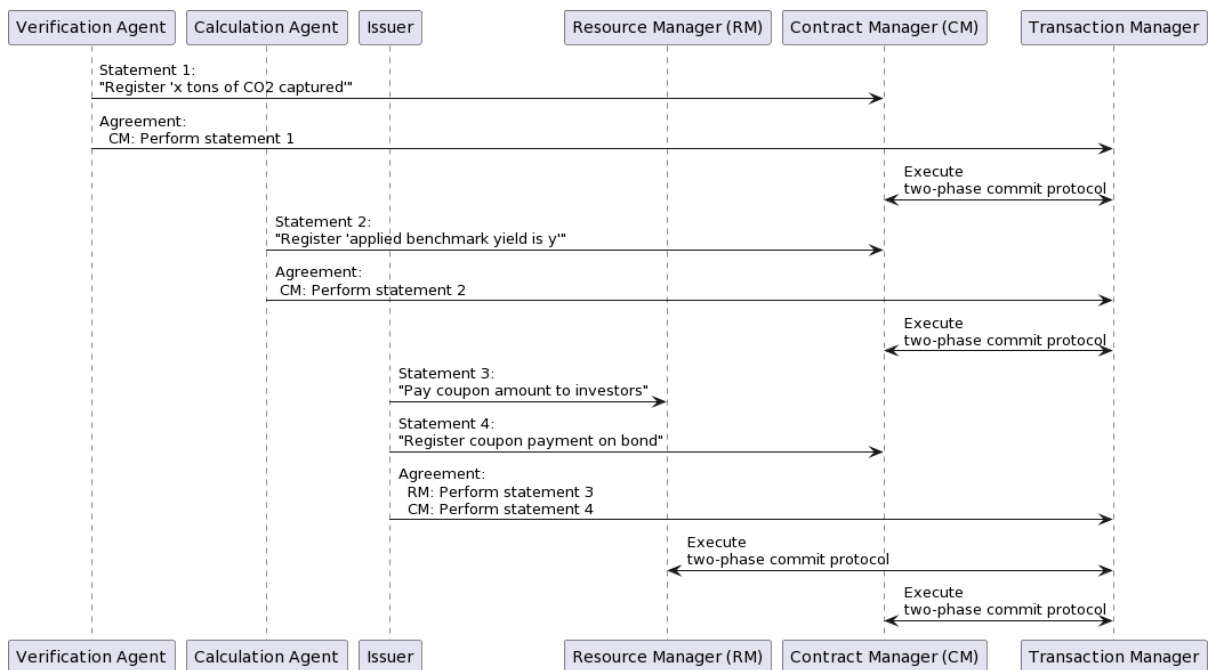 Verification Agent
Calculation Agent
Issuer
Resource Manager (RM)
Contract Manager (CM)
Transaction Manager
Statement 1:
"Register 'x tons of CO2 captured'"
Agreement:
CM: Perform statement 1
Execute
two-phase commit protocol
Statement 2:
"Register 'applied benchmark yield is y'"
Agreement:
CM: Perform statement 2
Execute
two-phase commit protocol
Statement 3:
"Pay coupon amount to investors"
Statement 4:
"Register coupon payment on bond"
Agreement:
RM: Perform statement 3
CM: Perform statement 4
Execute
two-phase commit protocol
Execute
two-phase commit protocol
Verification Agent
Calculation Agent
Issuer
Resource Manager (RM)
Contract Manager (CM)
Transaction Manager